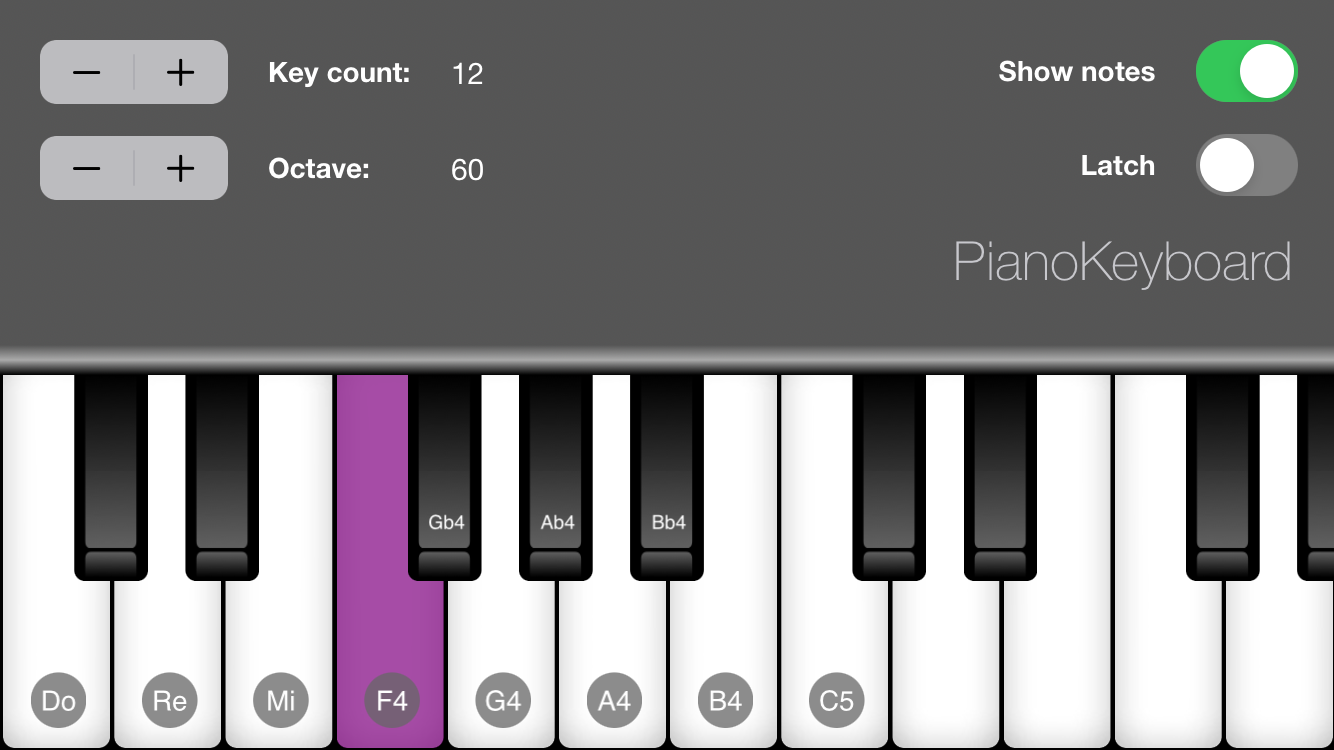 Key count: 12
Show notes
Octave: 60
Latch
PianoKeyboard
Gb4 Ab4 Bb4
Do Re Mi F4 G4 A4 B4 C5